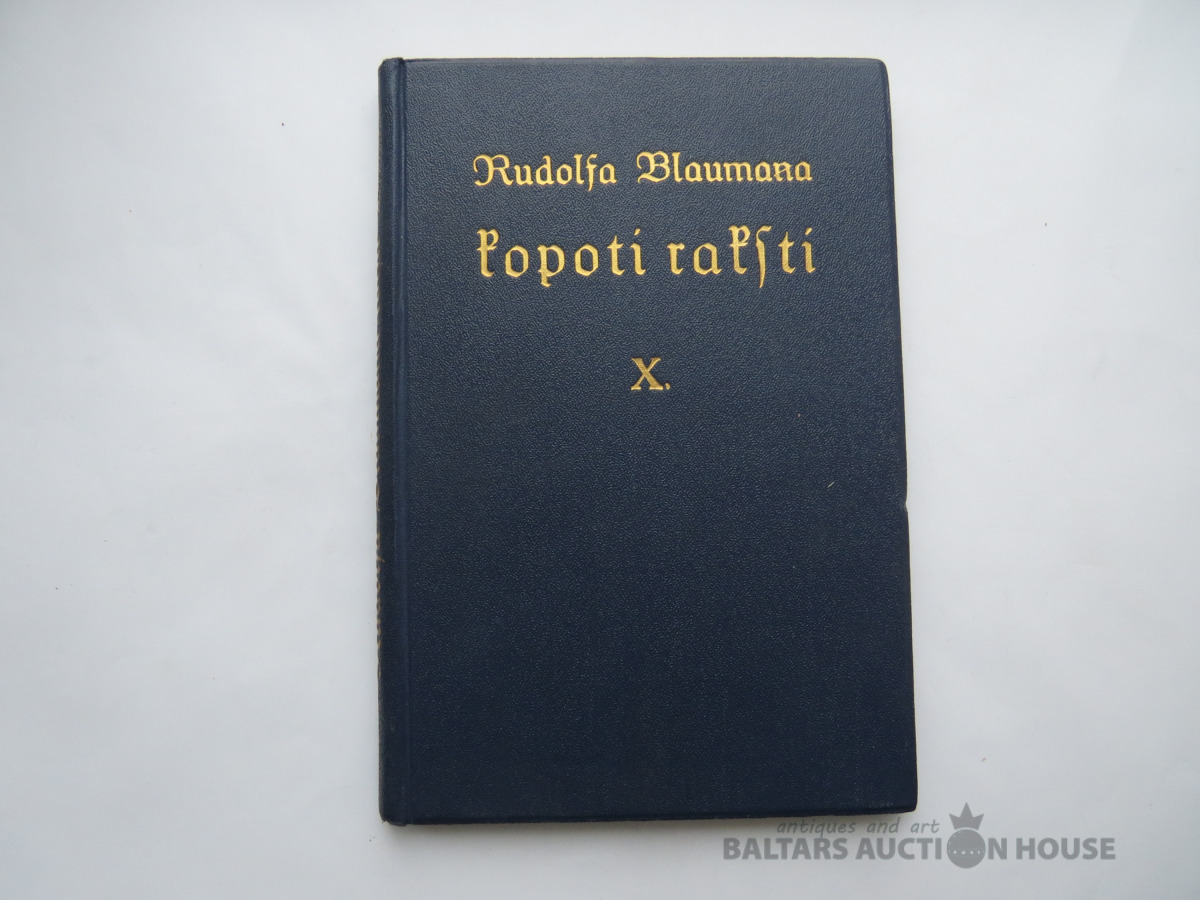 Rudolfa Blaumaņa
kopoti rakſti
X.
antiques and art
BALTARS AUCTION HOUSE